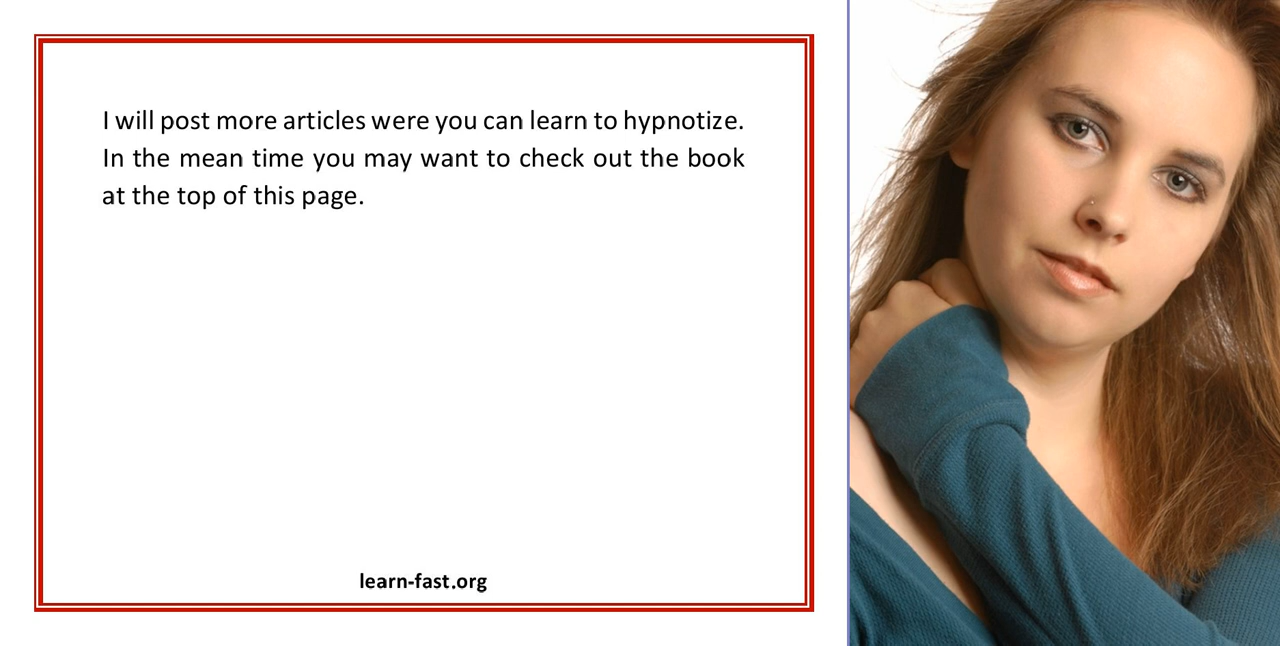 I will post more articles were you can learn to hypnotize.
In the mean time you may want to check out the book
at the top of this page.
learn-fast.org